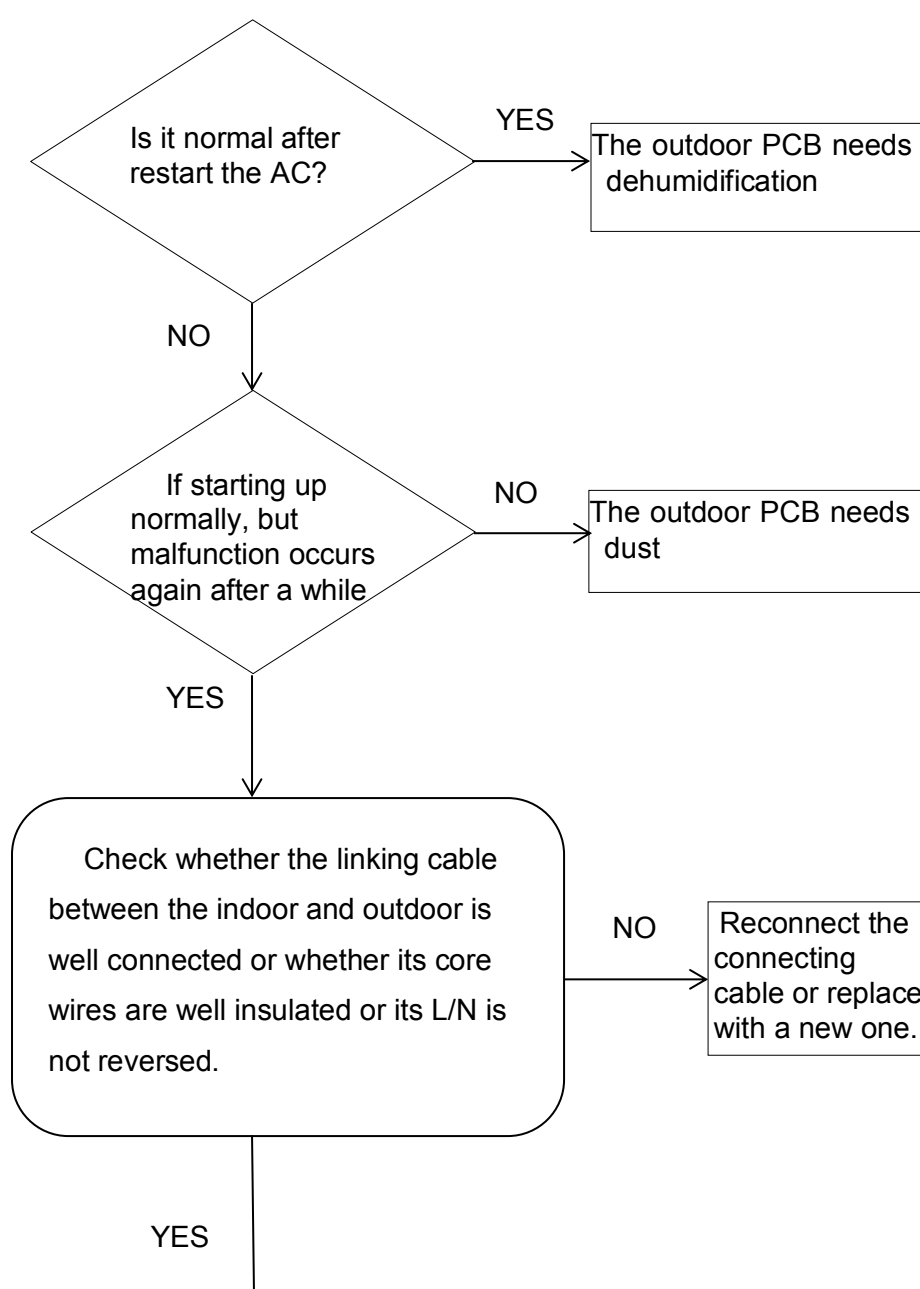 Is it normal after
restart the AC?
YES
The outdoor PCB needs
dehumidification
NO
If starting up
normally, but
malfunction occurs
again after a while
NO
The outdoor PCB needs
dust
YES
Check whether the linking cable
between the indoor and outdoor is
well connected or whether its core
wires are well insulated or its L/N is
not reversed.
NO
Reconnect the
connecting
cable or replace
with a new one.
YES